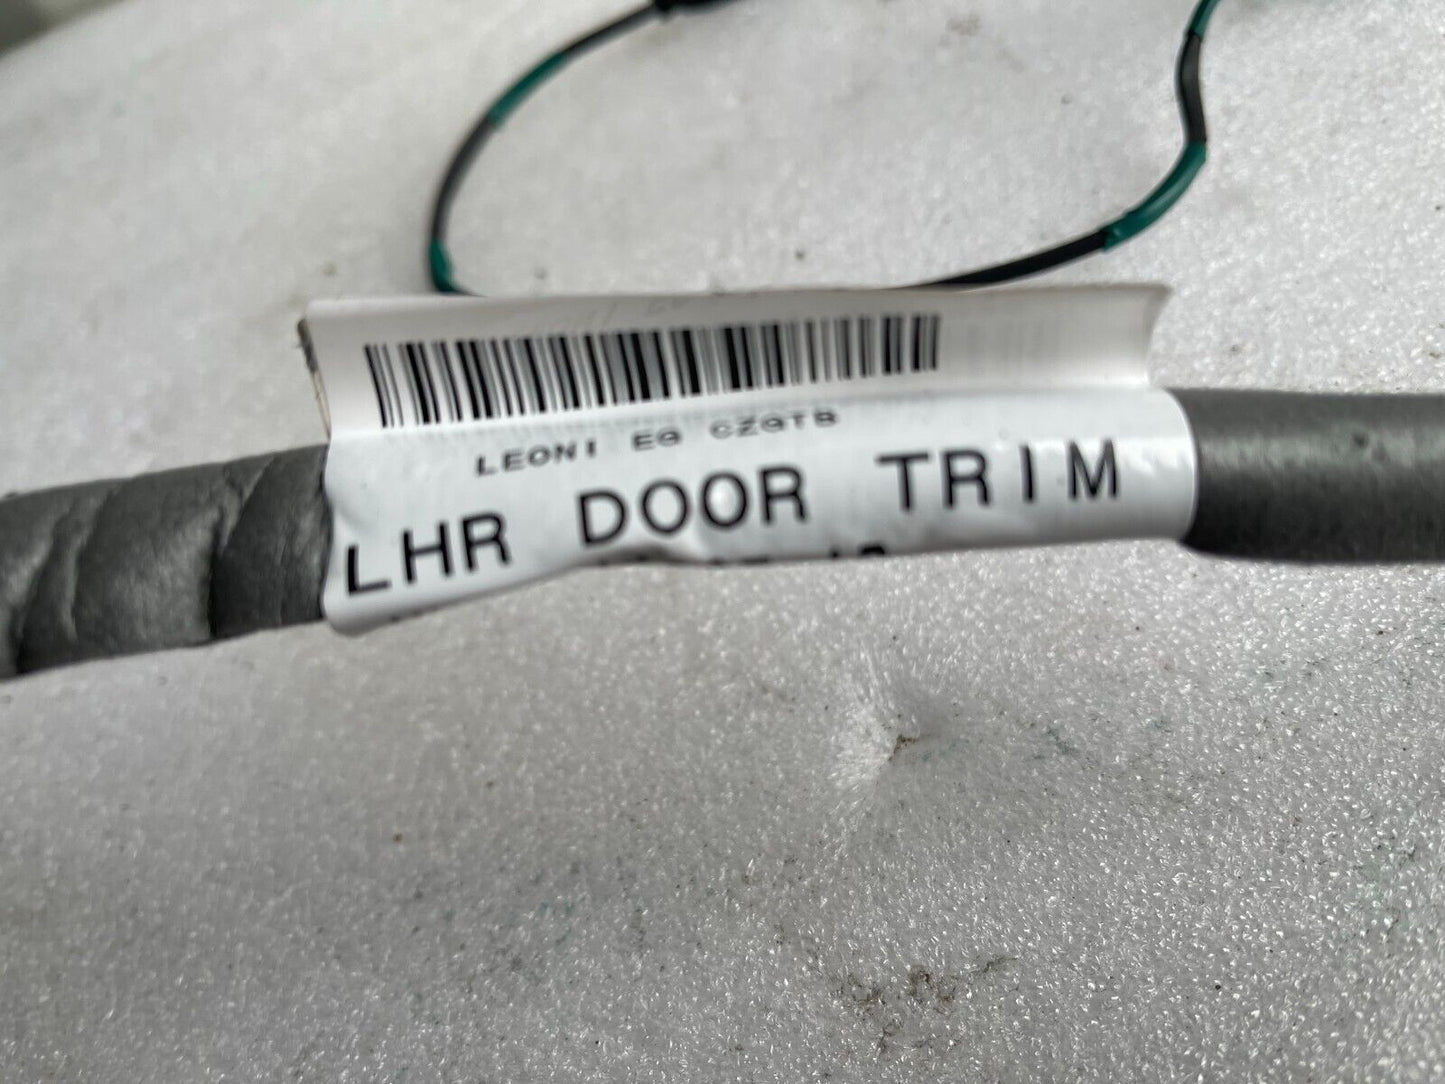 LEONI EG CZGTB
LHR DOOR TRIM